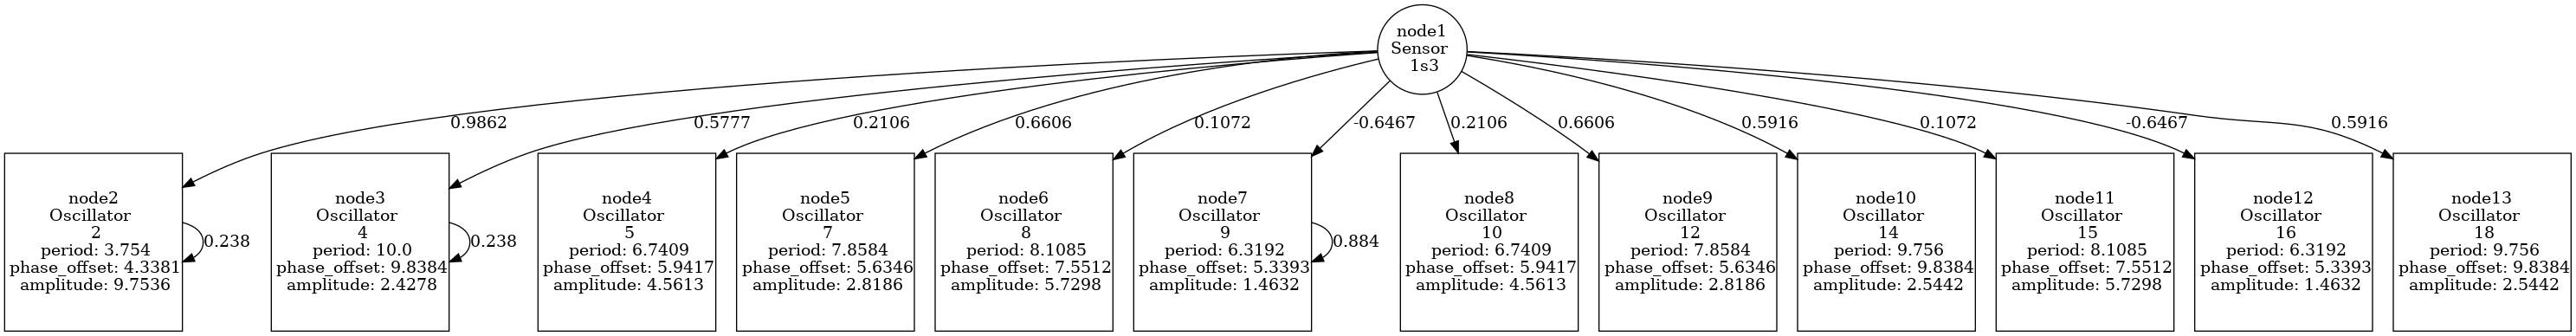 node1
Sensor
1s3
0.9862
0.5777
0.2106
0.6606
0.1072
-0.6467
0.2106
0.6606
0.5916
0.1072
-0.6467
0.5916
node2
Oscillator
2
period: 3.754
phase_offset: 4.3381
amplitude: 9.7536
0.238
node3
Oscillator
4
period: 10.0
phase_offset: 9.8384
amplitude: 2.4278
0.238
node4
Oscillator
5
period: 6.7409
phase_offset: 5.9417
amplitude: 4.5613
node5
Oscillator
7
period: 7.8584
phase_offset: 5.6346
amplitude: 2.8186
node6
Oscillator
8
period: 8.1085
phase_offset: 7.5512
amplitude: 5.7298
node7
Oscillator
9
period: 6.3192
phase_offset: 5.3393
amplitude: 1.4632
0.884
node8
Oscillator
10
period: 6.7409
phase_offset: 5.9417
amplitude: 4.5613
node9
Oscillator
12
period: 7.8584
phase_offset: 5.6346
amplitude: 2.8186
node10
Oscillator
14
period: 9.756
phase_offset: 9.8384
amplitude: 2.5442
node11
Oscillator
15
period: 8.1085
phase_offset: 7.5512
amplitude: 5.7298
node12
Oscillator
16
period: 6.3192
phase_offset: 5.3393
amplitude: 1.4632
node13
Oscillator
18
period: 9.756
phase_offset: 9.8384
amplitude: 2.5442